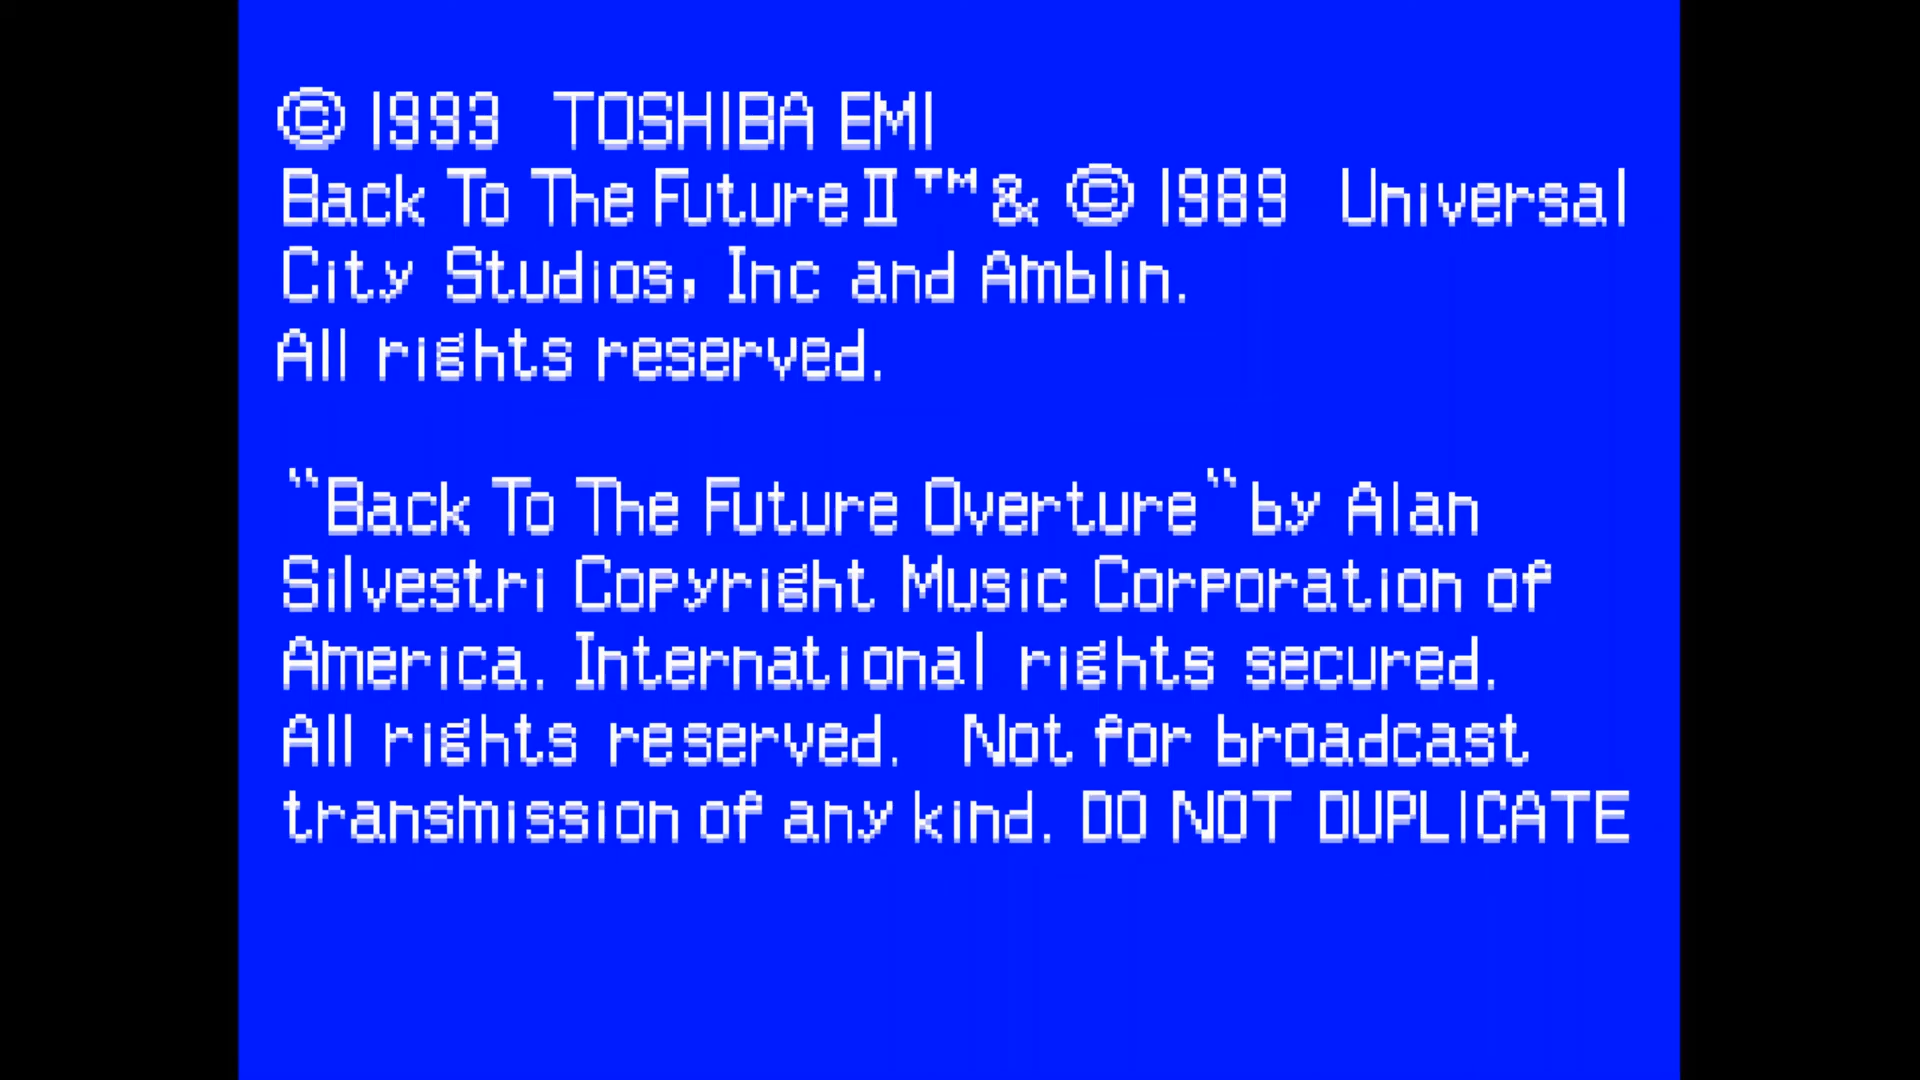 © 1993 TOSHIBA EMI
Back To The Future II ™ & © 1989 Universal
City Studios, Inc and Amblin.
All rights reserved.
"Back To The Future Overture" by Alan
Silvestri Copyright Music Corporation of
America. International rights secured.
All rights reserved. Not for broadcast
transmission of any kind. DO NOT DUPLICATE